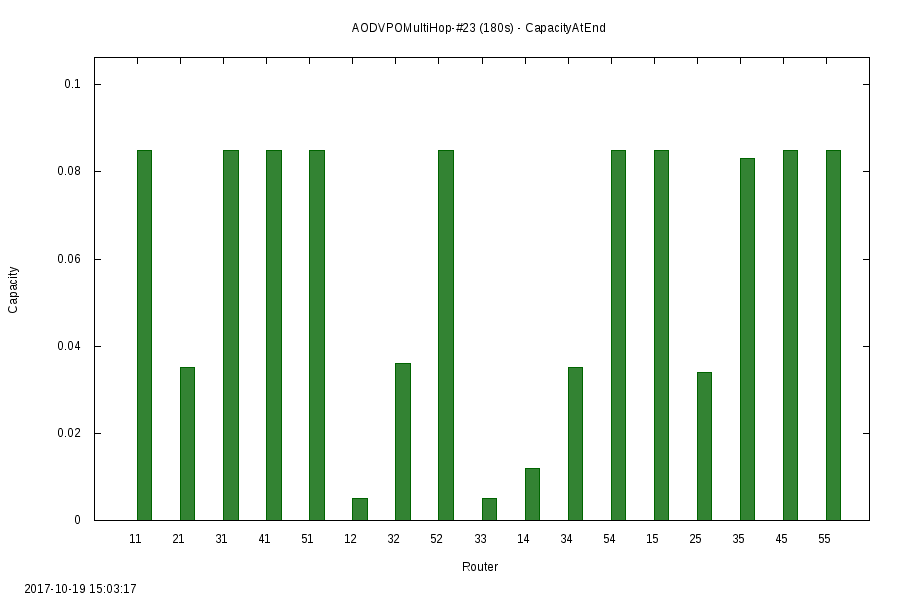 AODVPOMultiHop-#23 (180s) - CapacityAtEnd
0.1
0.08
0.06
0.04
0.02
0
Capacity
11 21 31 41 51 12 32 52 33 14 34 54 15 25 35 45 55
Router
2017-10-19 15:03:17